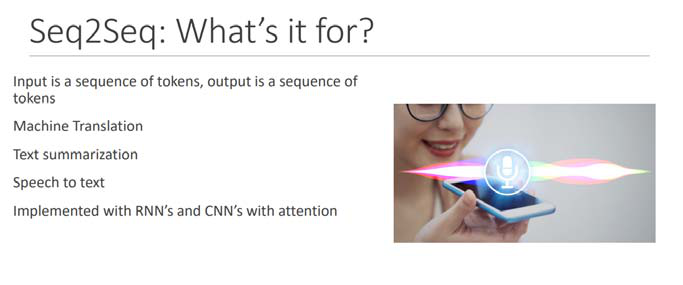 Seq2Seq: What’s it for?
Input is a sequence of tokens, output is a sequence of
tokens
Machine Translation
Text summarization
Speech to text
Implemented with RNN’s and CNN’s with attention